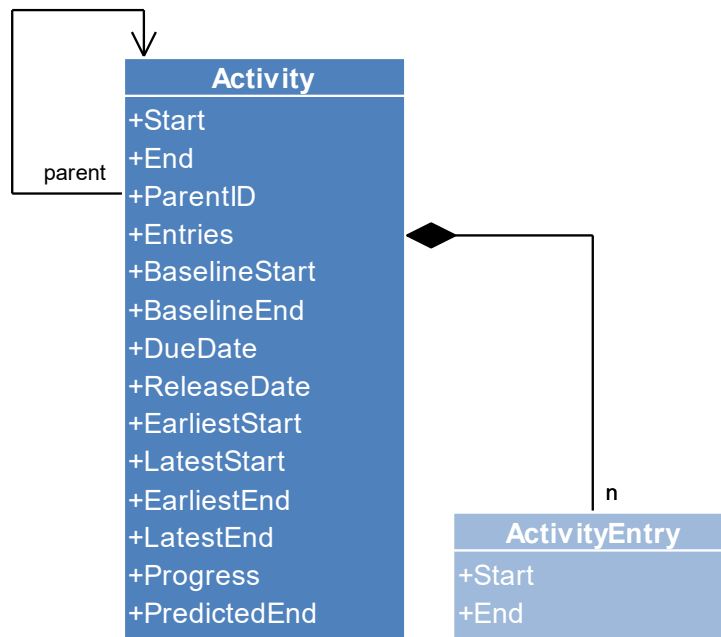 Activity
+Start
+End
parent
+ParentID
+Entries
+BaselineStart
+BaselineEnd
+DueDate
+ReleaseDate
+EarliestStart
+LatestStart
+EarliestEnd
+LatestEnd
+Progress
+PredictedEnd
n
ActivityEntry
+Start
+End